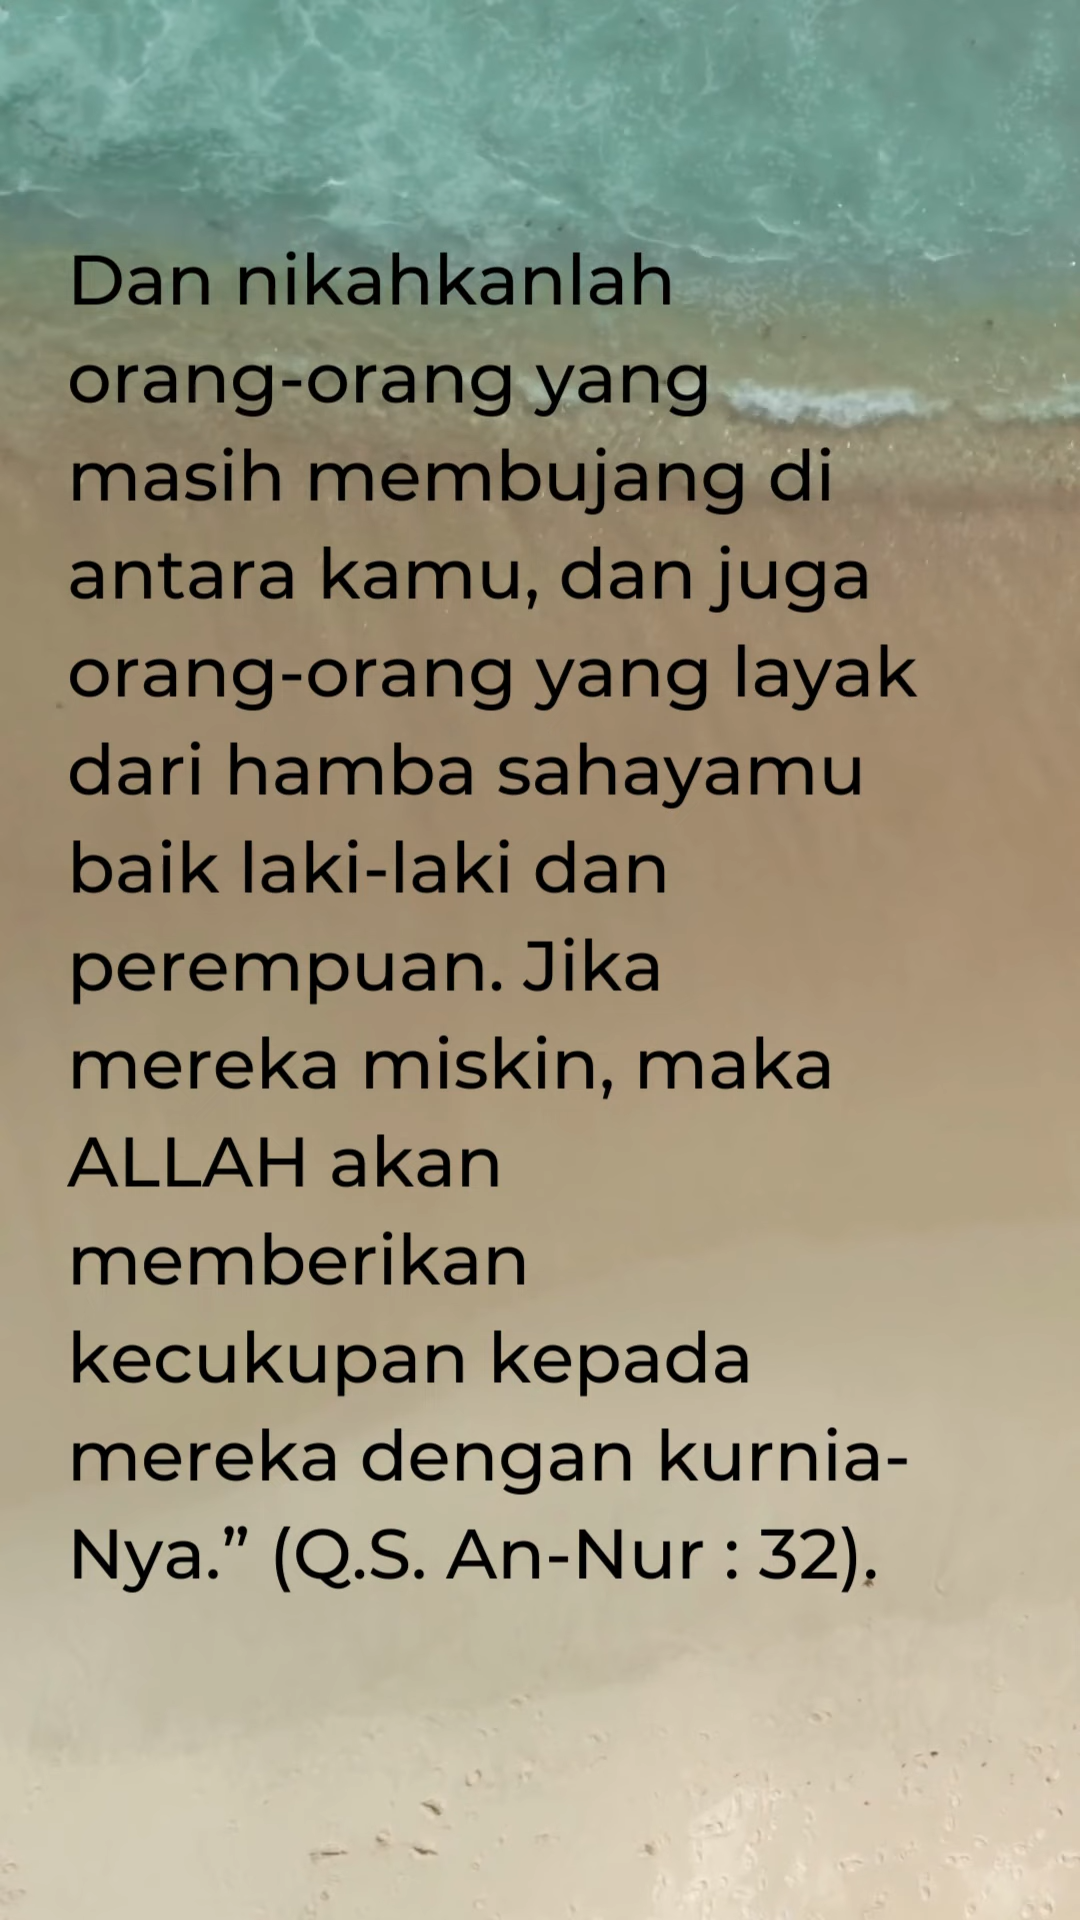 Dan nikahkanlah
orang-orang yang
masih membujang di
antara kamu, dan juga
orang-orang yang layak
dari hamba sahayamu
baik laki-laki dan
perempuan. Jika
mereka miskin, maka
ALLAH akan
memberikan
kecukupan kepada
mereka dengan kurnia-
Nya.” (Q.S. An-Nur : 32).